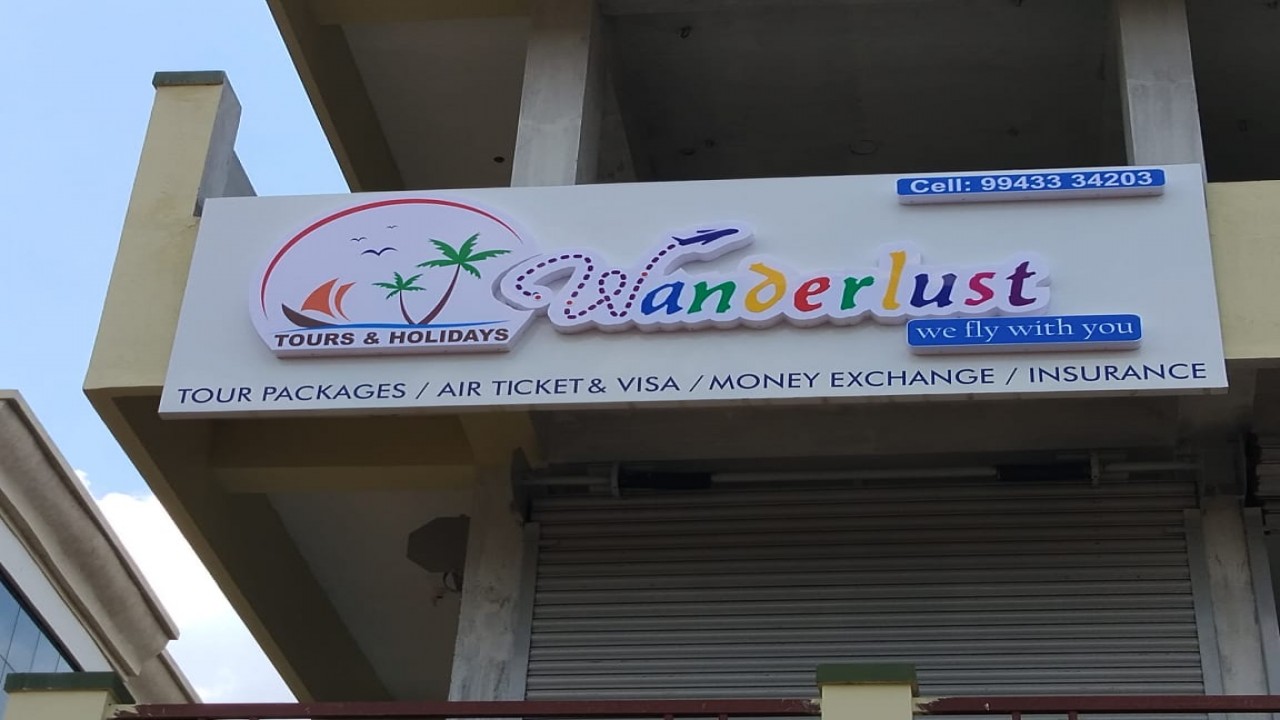 Cell: 99433 34203
Wanderlust
TOURS & HOLIDAYS
we fly with you
TOUR PACKAGES / AIR TICKET & VISA / MONEY EXCHANGE / INSURANCE